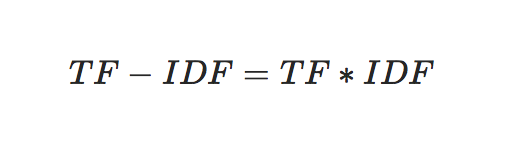 TF − IDF = TF * IDF